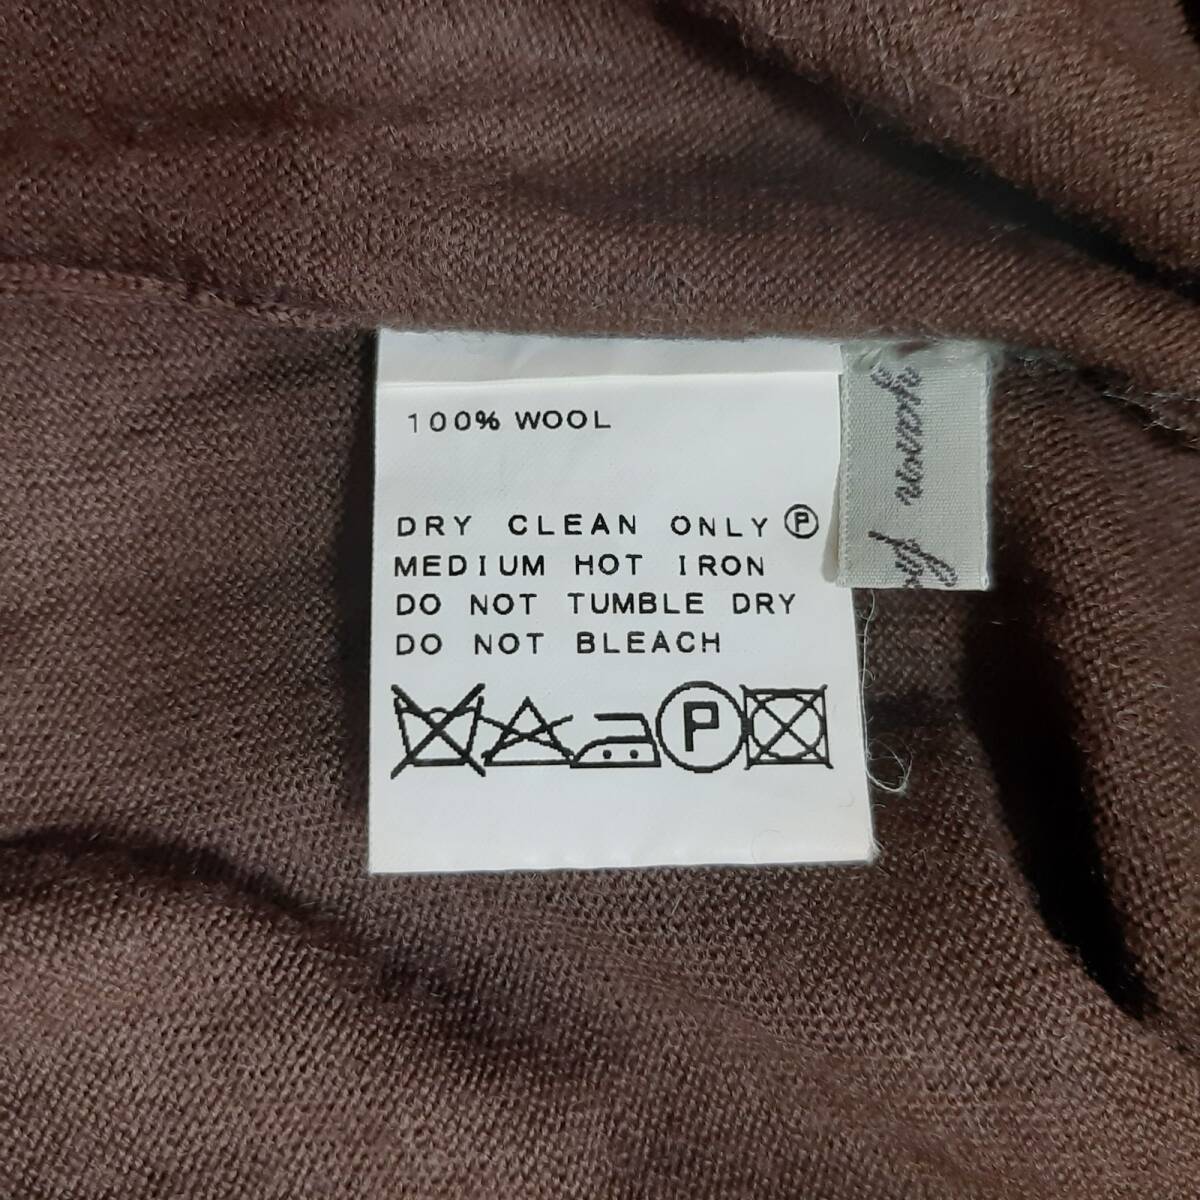 100% WOOL
DRY CLEAN ONLY Ⓟ
MEDIUM HOT IRON
DO NOT TUMBLE DRY
DO NOT BLEACH
P